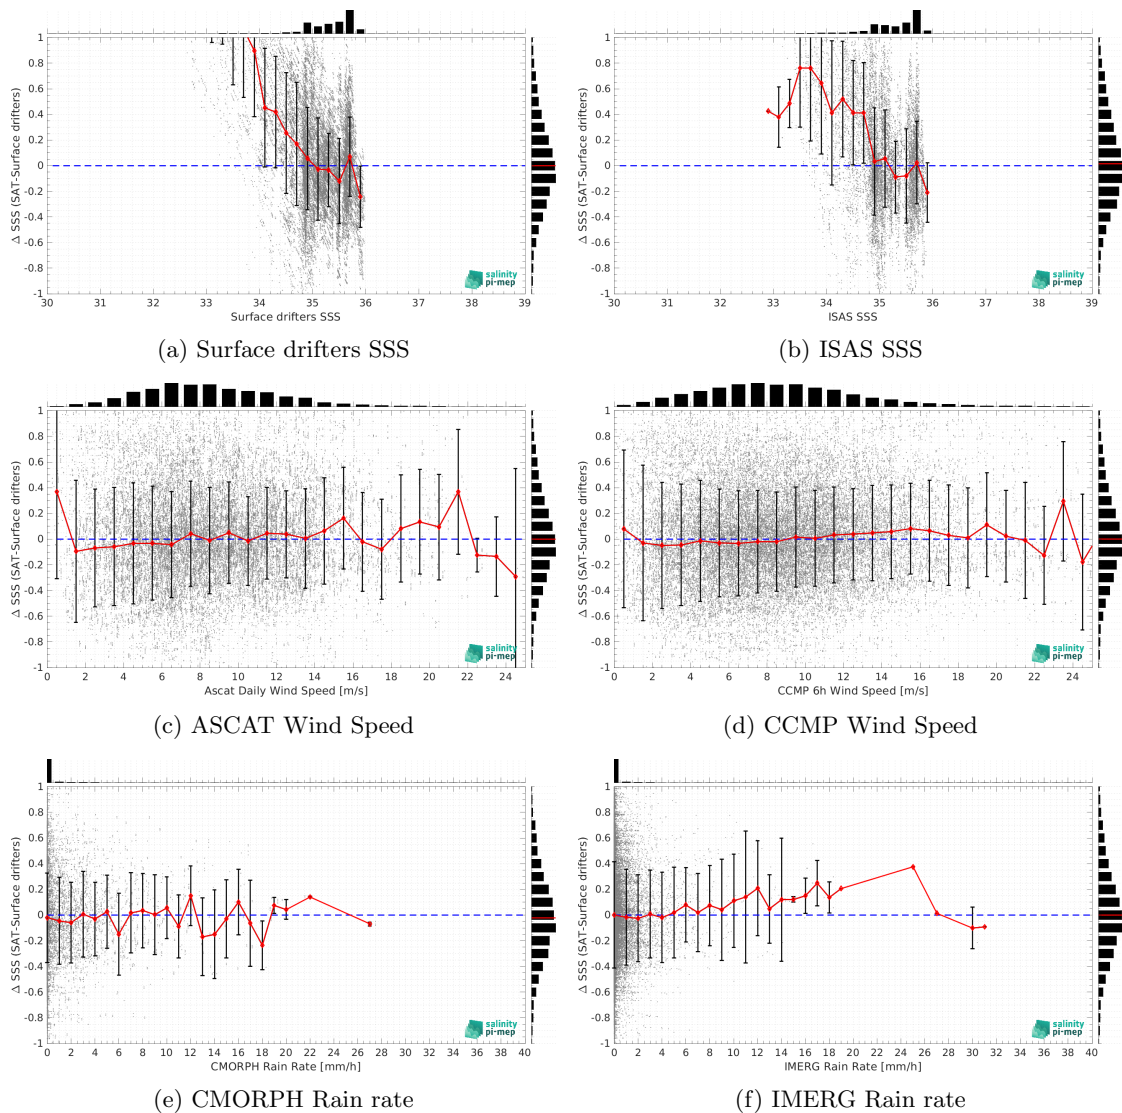 1
0.8
0.6
0.4
0.2
0
-0.2
-0.4
-0.6
-0.8
-1
Δ SSS (SAT-Surface drifters)
salinity
pi-mep
30 31 32 33 34 35 36 37 38 39
Surface drifters SSS
(a) Surface drifters SSS
1
0.8
0.6
0.4
0.2
0
-0.2
-0.4
-0.6
-0.8
-1
Δ SSS (SAT-Surface drifters)
salinity
pi-mep
30 31 32 33 34 35 36 37 38 39
ISAS SSS
(b) ISAS SSS
1
0.8
0.6
0.4
0.2
0
-0.2
-0.4
-0.6
-0.8
-1
Δ SSS (SAT-Surface drifters)
salinity
pi-mep
0 2 4 6 8 10 12 14 16 18 20 22 24
Ascat Daily Wind Speed [m/s]
(c) ASCAT Wind Speed
1
0.8
0.6
0.4
0.2
0
-0.2
-0.4
-0.6
-0.8
-1
Δ SSS (SAT-Surface drifters)
salinity
pi-mep
0 2 4 6 8 10 12 14 16 18 20 22 24
CCMP 6h Wind Speed [m/s]
(d) CCMP Wind Speed
1
0.8
0.6
0.4
0.2
0
-0.2
-0.4
-0.6
-0.8
-1
Δ SSS (SAT-Surface drifters)
salinity
pi-mep
0 2 4 6 8 10 12 14 16 18 20 22 24 26 28 30 32 34 36 38 40
CMORPH Rain Rate [mm/h]
(e) CMORPH Rain rate
1
0.8
0.6
0.4
0.2
0
-0.2
-0.4
-0.6
-0.8
-1
Δ SSS (SAT-Surface drifters)
salinity
pi-mep
0 2 4 6 8 10 12 14 16 18 20 22 24 26 28 30 32 34 36 38 40
IMERG Rain Rate [mm/h]
(f) IMERG Rain rate